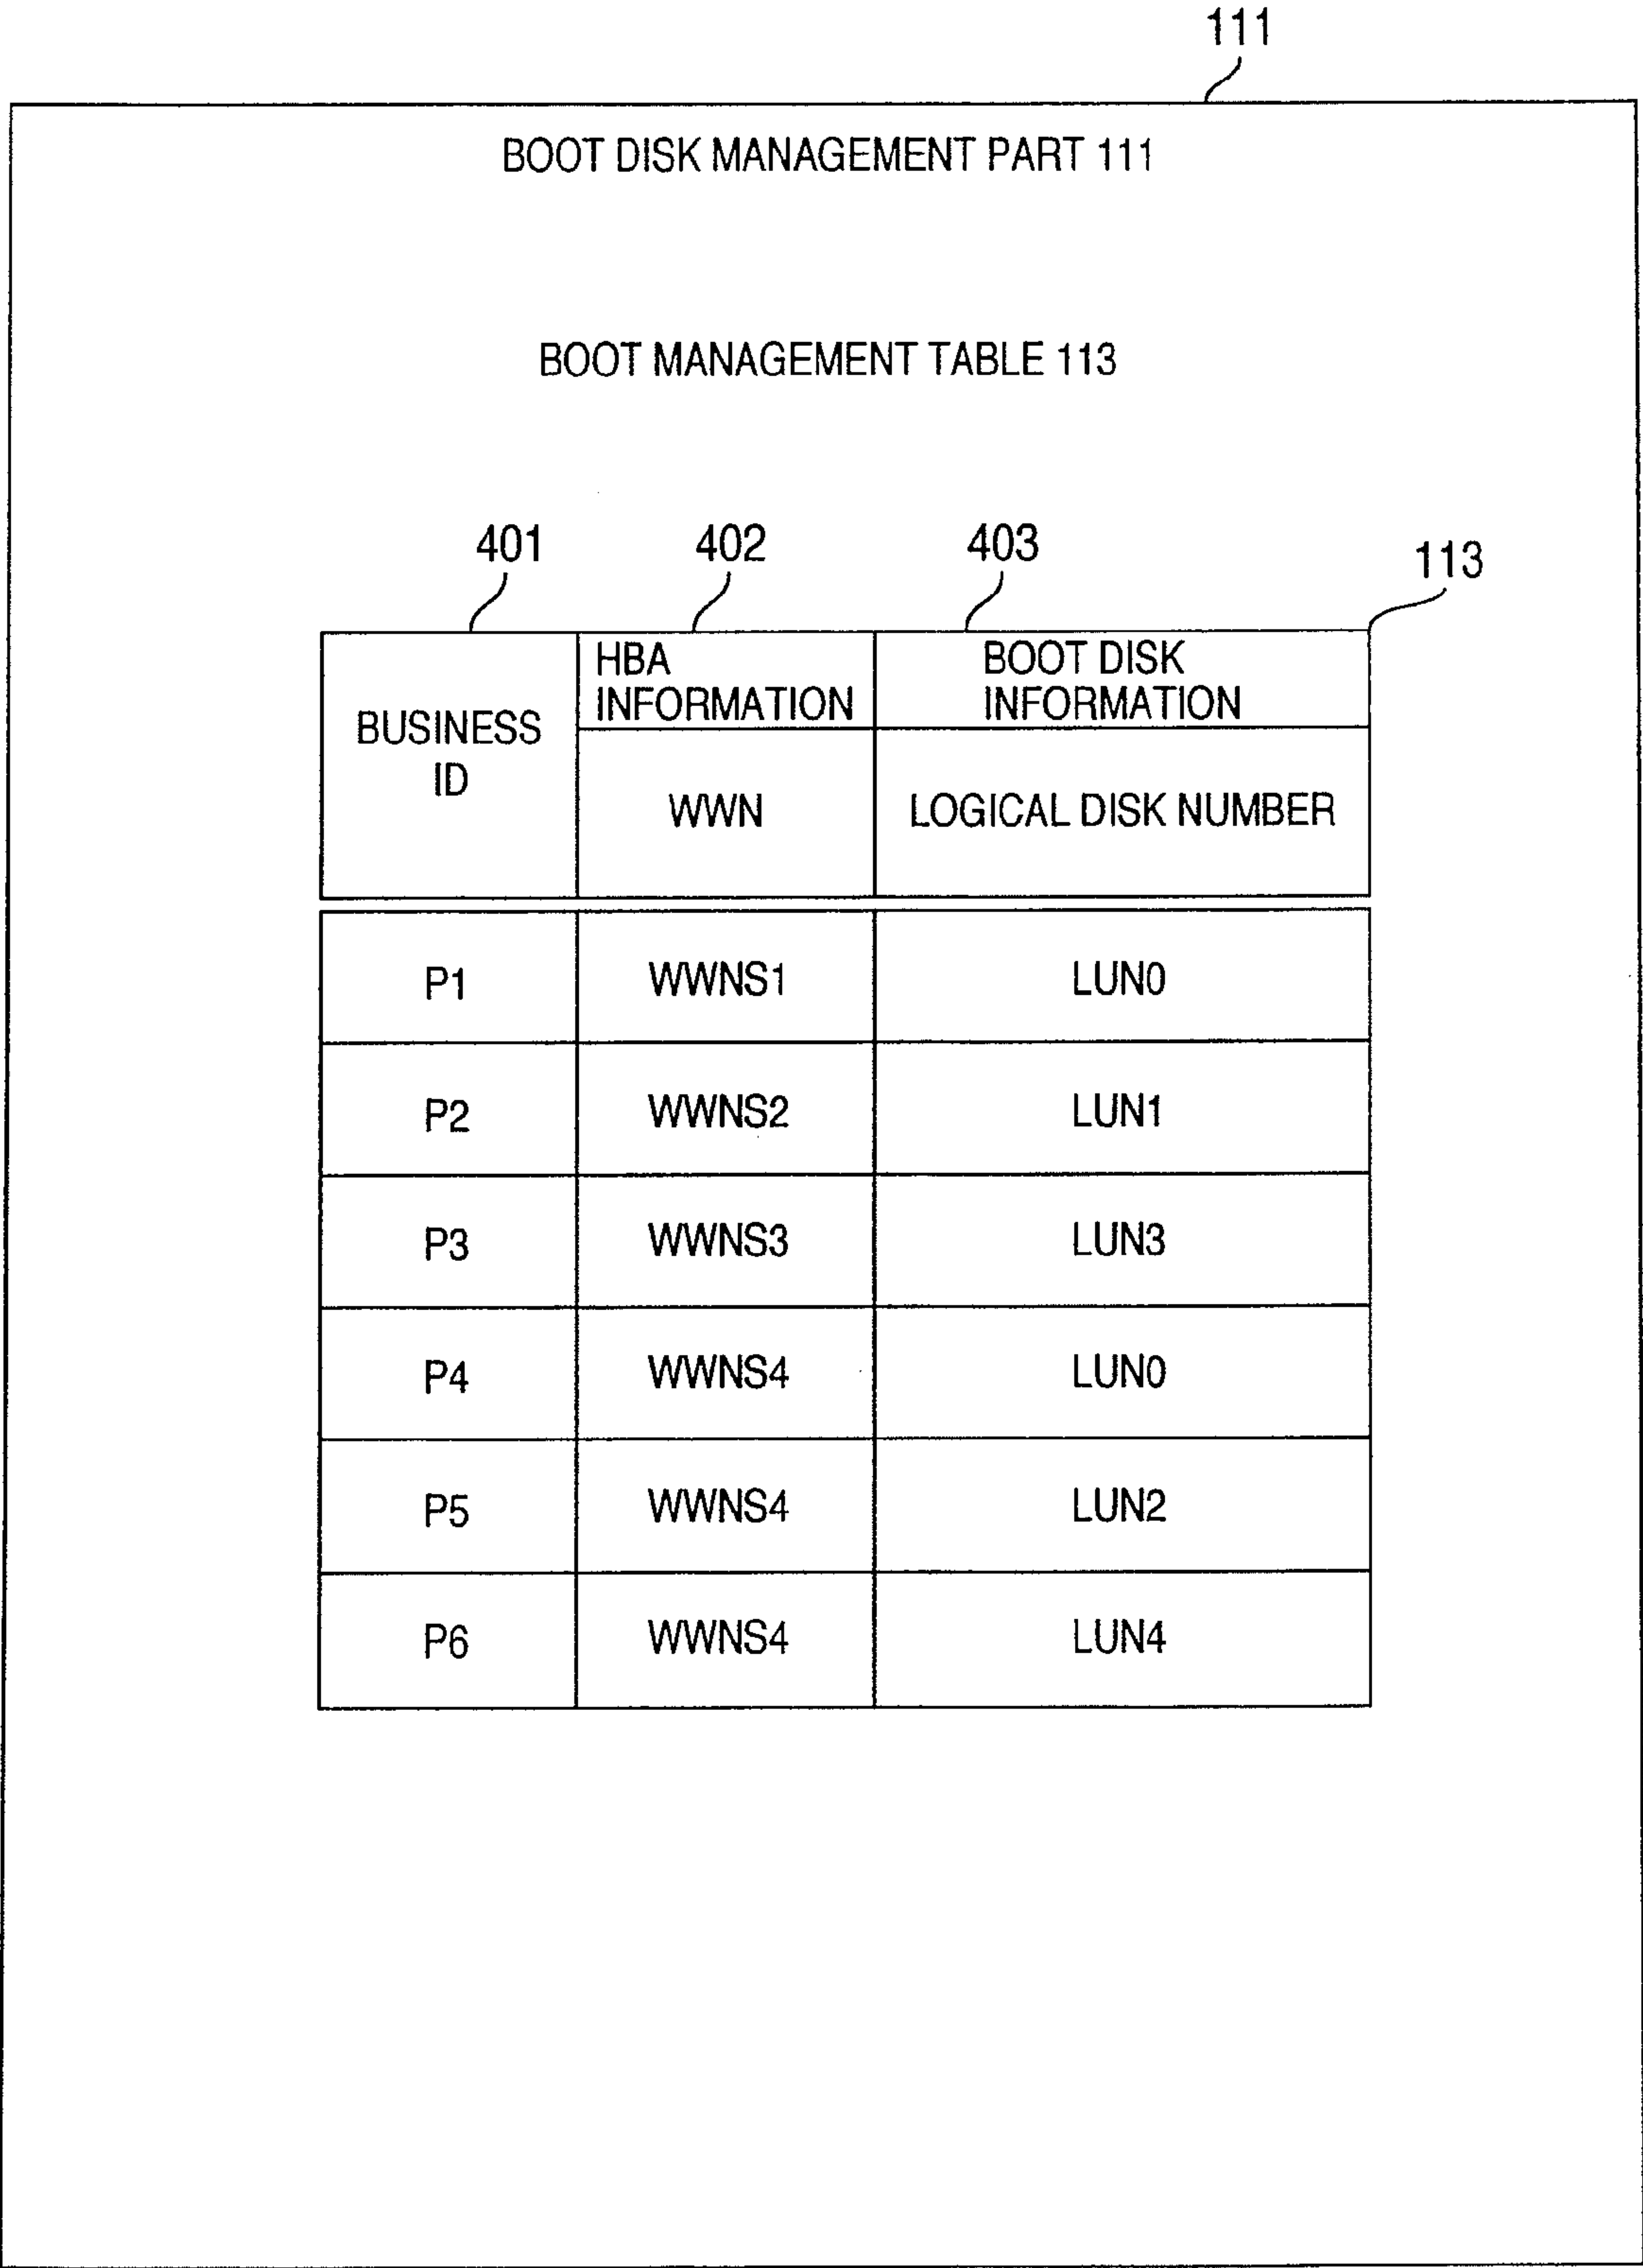 111
BOOT DISK MANAGEMENT PART 111
BOOT MANAGEMENT TABLE 113
401 402 403 113
BUSINESS
ID
HBA
INFORMATION
BOOT DISK
INFORMATION
WWN LOGICAL DISK NUMBER
P1 WWNS1 LUN0
P2 WWNS2 LUN1
P3 WWNS3 LUN3
P4 WWNS4 LUN0
P5 WWNS4 LUN2
P6 WWNS4 LUN4